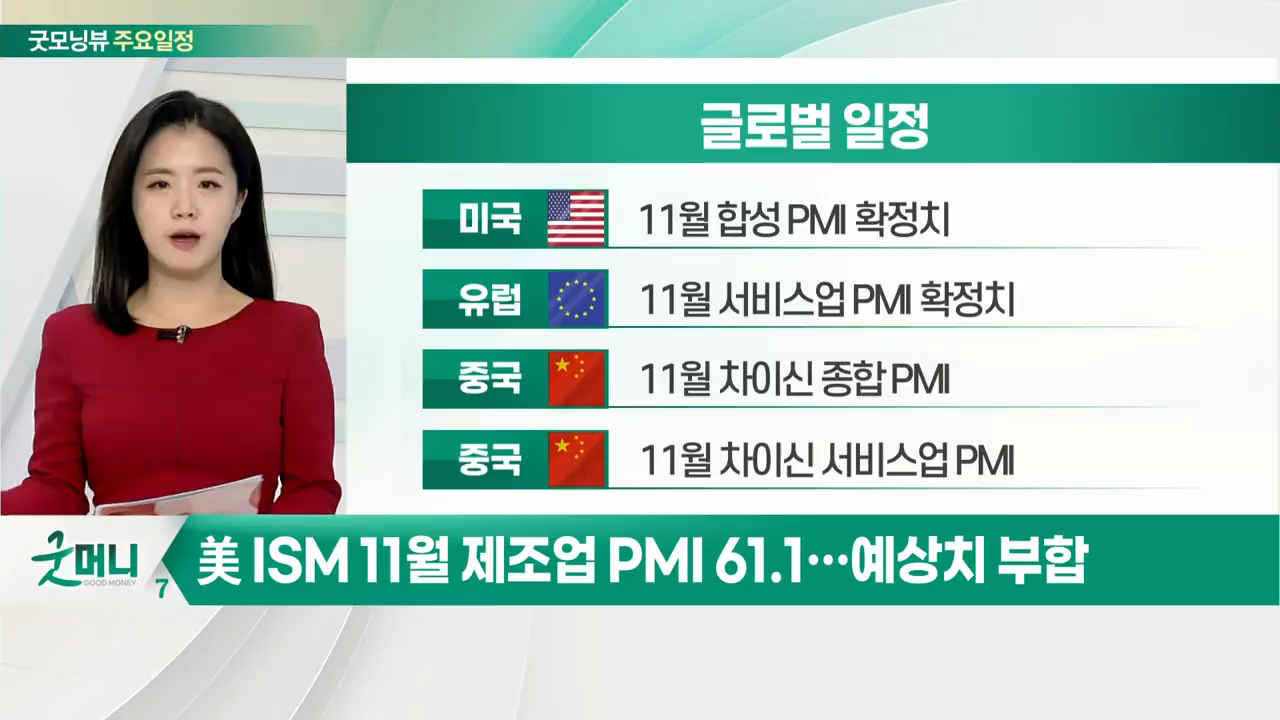 굿모닝뷰 주요일정
글로벌 일정
미국 11월 합성 PMI 확정치
유럽 11월 서비스업 PMI 확정치
중국 11월 차이신 종합 PMI
중국 11월 차이신 서비스업 PMI
굿머니
GOOD MONEY
7
美 ISM 11월 제조업 PMI 61.1…예상치 부합